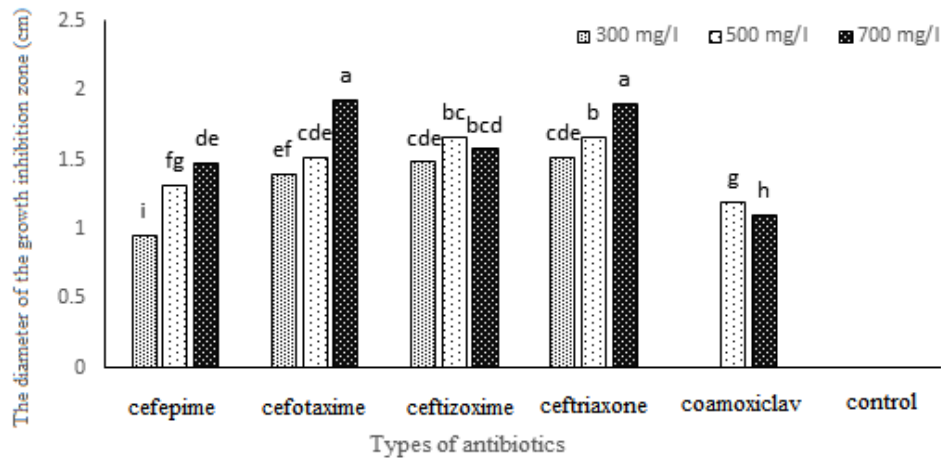 The diameter of the growth inhibition zone (cm)
2.5
2
1.5
1
0.5
0
300 mg/l 500 mg/l 700 mg/l
i fg de
ef cde a
cde bc bcd
cde b a
g h
cefepime cefotaxime ceftizoxime ceftriaxone coamoxiclav control
Types of antibiotics